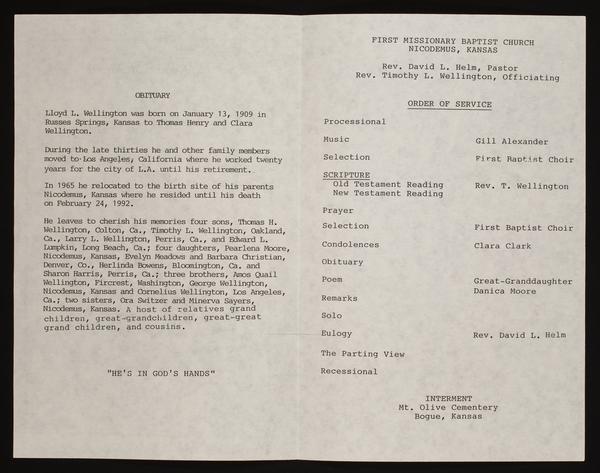 OBITUARY
Lloyd L. Wellington was born on January 13, 1909 in
Russes Springs, Kansas to Thomas Henry and Clara
Wellington.
During the late thirties he and other family members
moved to Los Angeles, California where he worked twenty
years for the city of L.A. until his retirement.
In 1965 he relocated to the birth site of his parents
Nicodemus, Kansas where he resided until his death
on February 24, 1992.
He leaves to cherish his memories four sons, Thomas H.
Wellington, Colton, Ca., Timothy L. Wellington, Oakland,
Ca., Larry L. Wellington, Perris, Ca., and Edward L.
Lumpkin, Long Beach, Ca.; four daughters, Pearlena Moore,
Nicodemus, Kansas, Evelyn Meadows and Barbara Christian,
Denver, Co., Herlinda Bowens, Bloomington, Ca. and
Sharon Harris, Perris, Ca.; three brothers, Amos Quail
Wellington, Fircrest, Washington, George Wellington,
Nicodemus, Kansas and Cornelius Wellington, Los Angeles,
Ca.; two sisters, Ora Switzer and Minerva Sayers,
Nicodemus, Kansas. A host of relatives grand
children, great-grandchildren, great-great
grand children, and cousins.
"HE'S IN GOD'S HANDS"
FIRST MISSIONARY BAPTIST CHURCH
NICODEMUS, KANSAS
Rev. David L. Helm, Pastor
Rev. Timothy L. Wellington, Officiating
ORDER OF SERVICE
Processional
Music Gill Alexander
Selection First Baptist Choir
SCRIPTURE
Old Testament Reading Rev. T. Wellington
New Testament Reading
Prayer
Selection First Baptist Choir
Condolences Clara Clark
Obituary
Poem Great-Granddaughter
Danica Moore
Remarks
Solo
Eulogy Rev. David L. Helm
The Parting View
Recessional
INTERMENT
Mt. Olive Cementery
Bogue, Kansas